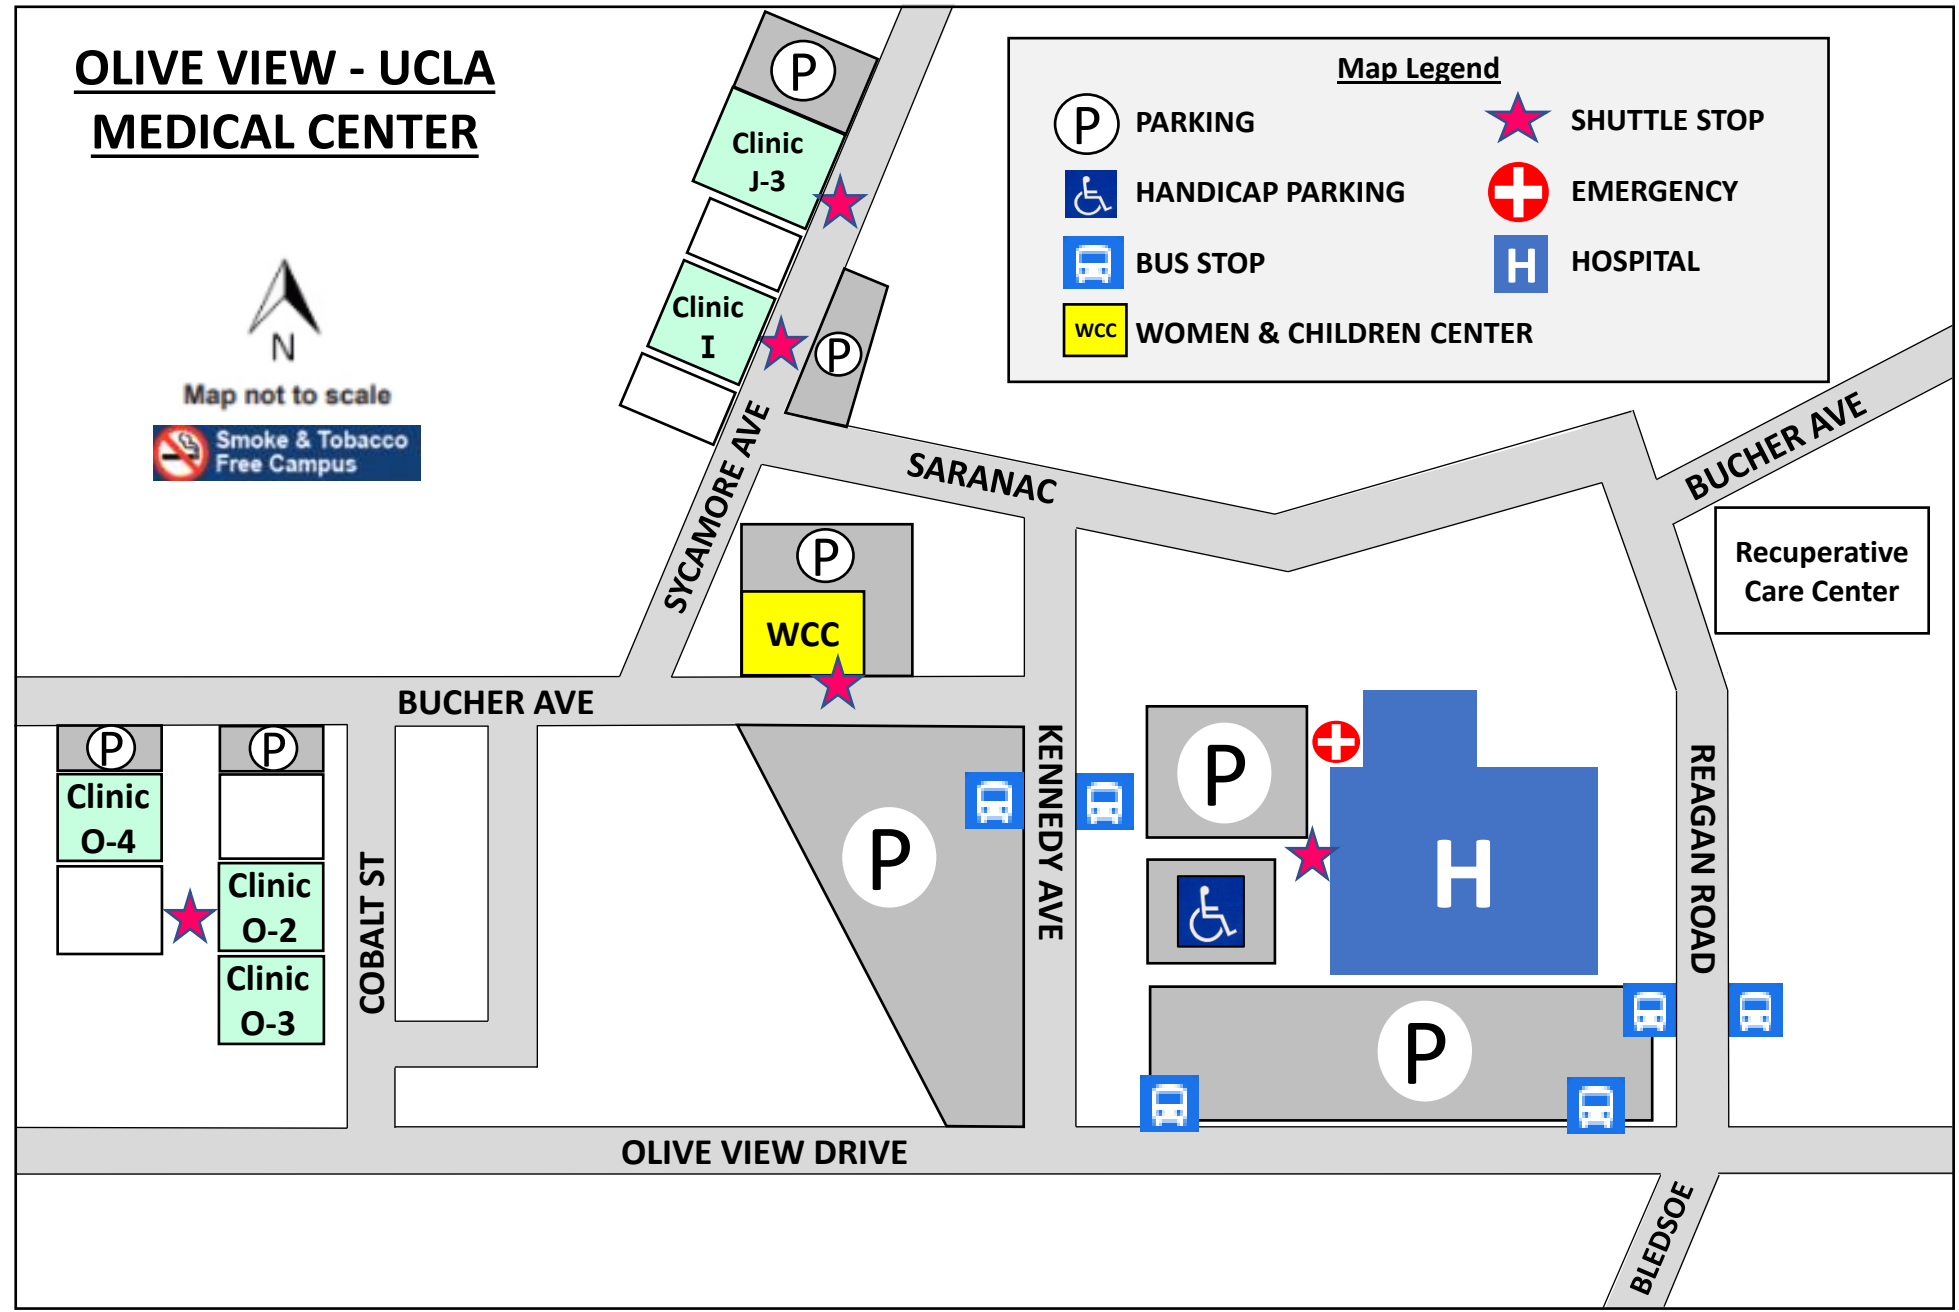 OLIVE VIEW - UCLA
MEDICAL CENTER
N
Map not to scale
Smoke & Tobacco
Free Campus
Map Legend
P PARKING
SHUTTLE STOP
HANDICAP PARKING
EMERGENCY
BUS STOP
H HOSPITAL
WCC WOMEN & CHILDREN CENTER
P
Clinic
J-3
Clinic
I
P
SYCAMORE AVE
SARANAC
BUCHER AVE
Recuperative
Care Center
P
WCC
BUCHER AVE
P
Clinic
O-4
P
Clinic
O-2
Clinic
O-3
COBALT ST
P
KENNEDY AVE
P
H
REAGAN ROAD
P
OLIVE VIEW DRIVE
BLEDSOE